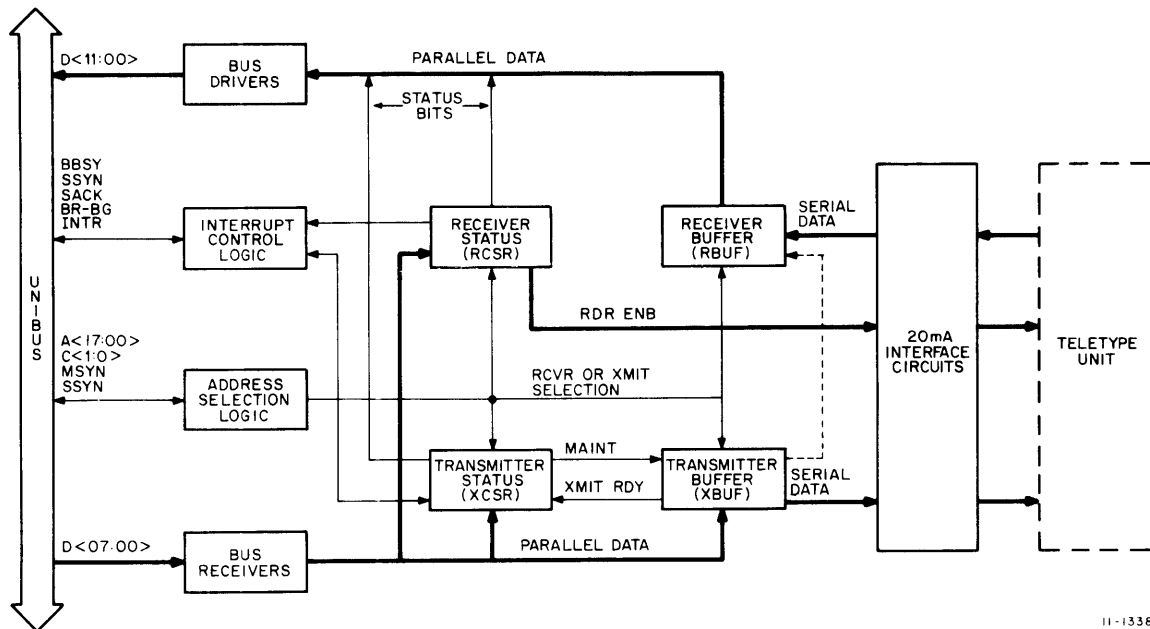 D<11:00>
BUS
DRIVERS
PARALLEL DATA
STATUS
BITS
BBSY
SSYN
SACK
BR-BG
INTR
INTERRUPT
CONTROL
LOGIC
RECEIVER
STATUS
(RCSR)
RECEIVER
BUFFER
(RBUF)
SERIAL
DATA
UNIBUS
RDR ENB
20mA
INTERFACE
CIRCUITS
TELETYPE
UNIT
A<17:00>
C<1:0>
MSYN
SSYN
ADDRESS
SELECTION
LOGIC
RCVR OR XMIT
SELECTION
TRANSMITTER
STATUS
(XCSR)
MAINT
XMIT RDY
TRANSMITTER
BUFFER
(XBUF)
SERIAL
DATA
D<07:00>
BUS
RECEIVERS
PARALLEL DATA
11-1338